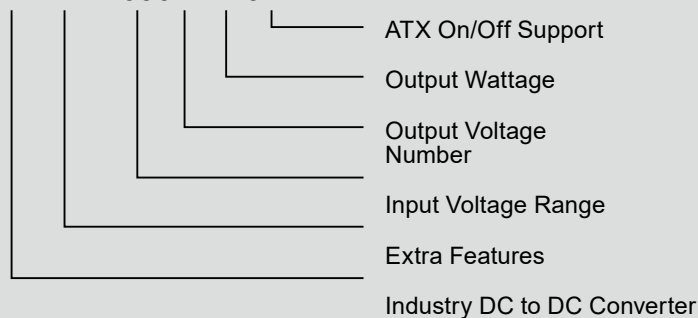 ATX On/Off Support
Output Wattage
Output Voltage
Number
Input Voltage Range
Extra Features
Industry DC to DC Converter